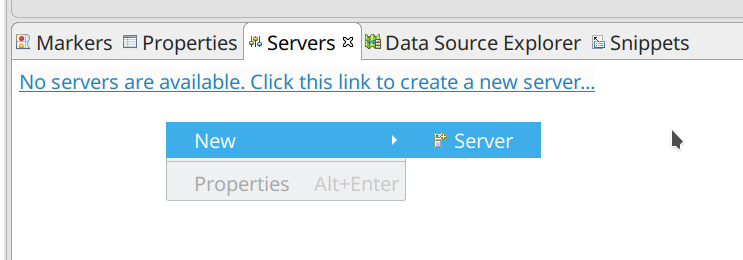 Markers Properties Servers Data Source Explorer Snippets
No servers are available. Click this link to create a new server...
New Server
Properties Alt+Enter